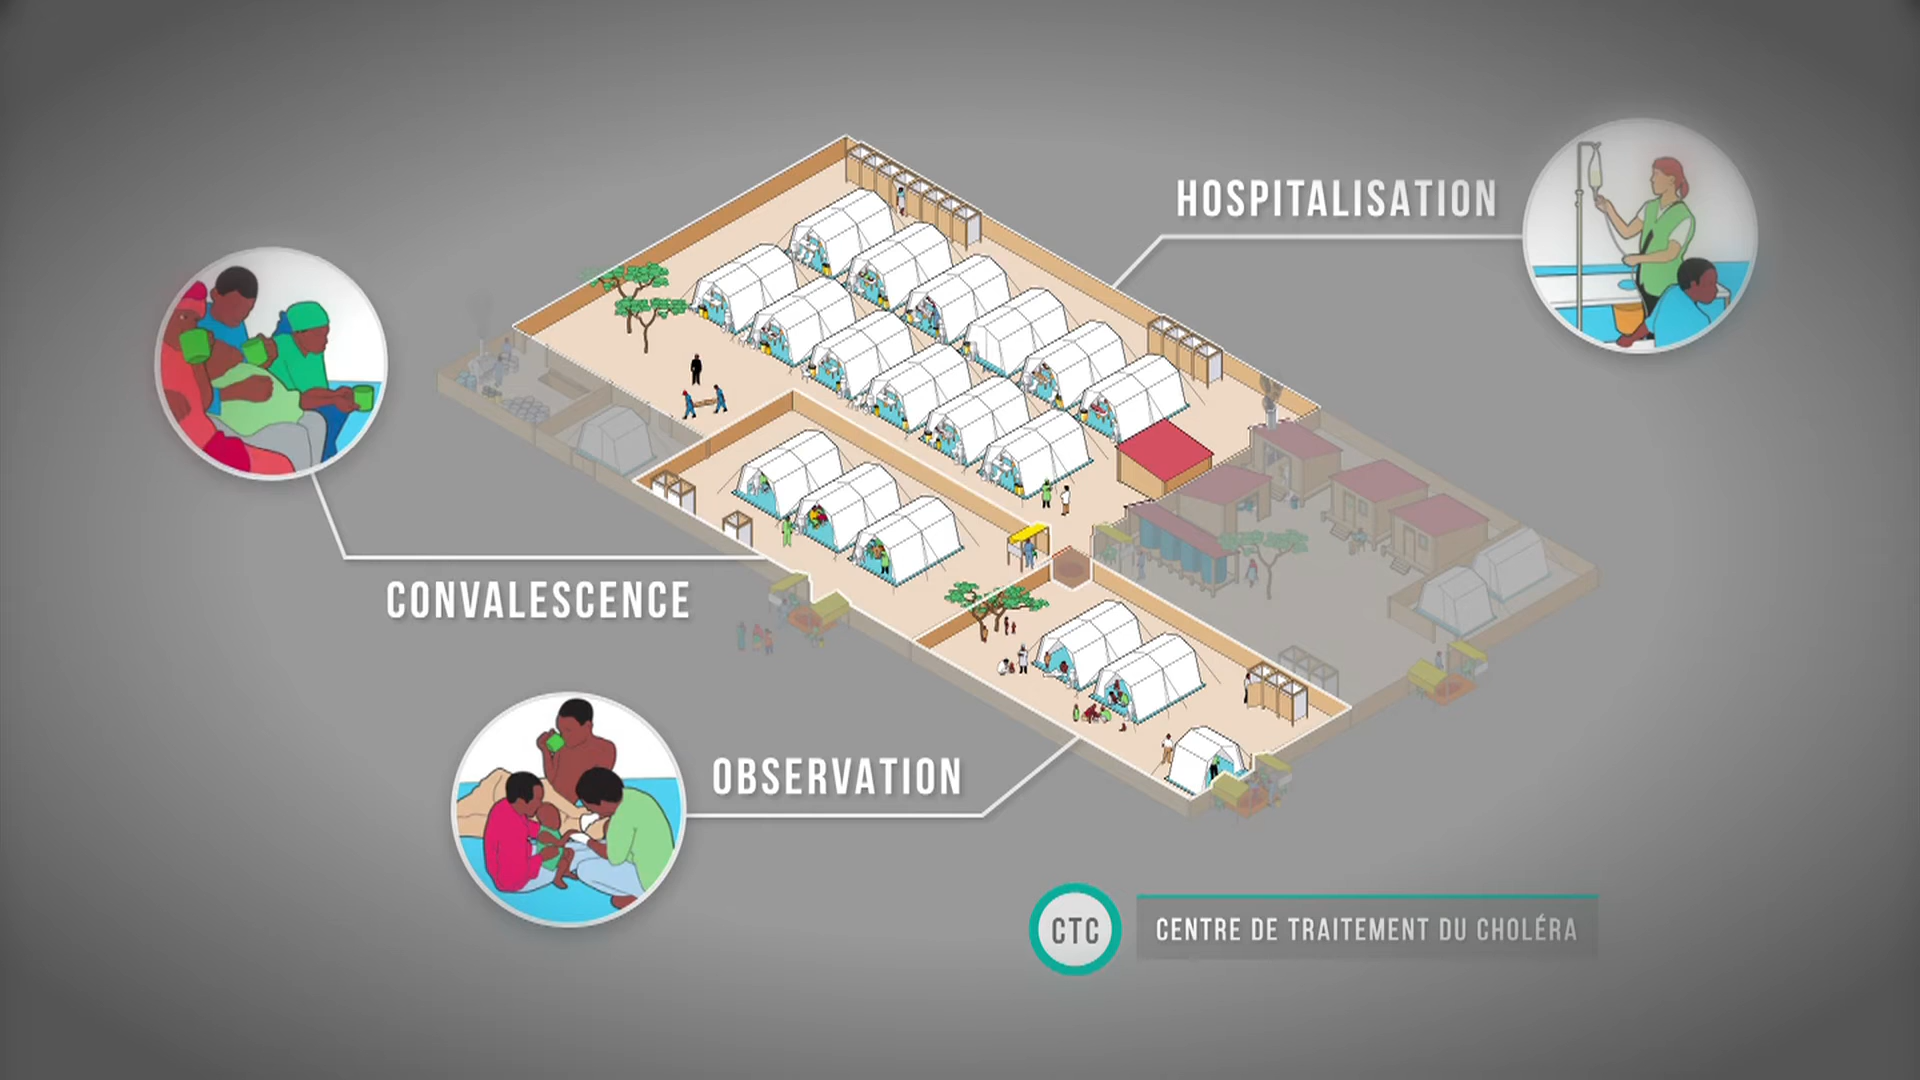 HOSPITALISATION
CONVALESCENCE
OBSERVATION
CTC
CENTRE DE TRAITEMENT DU CHOLÉRA